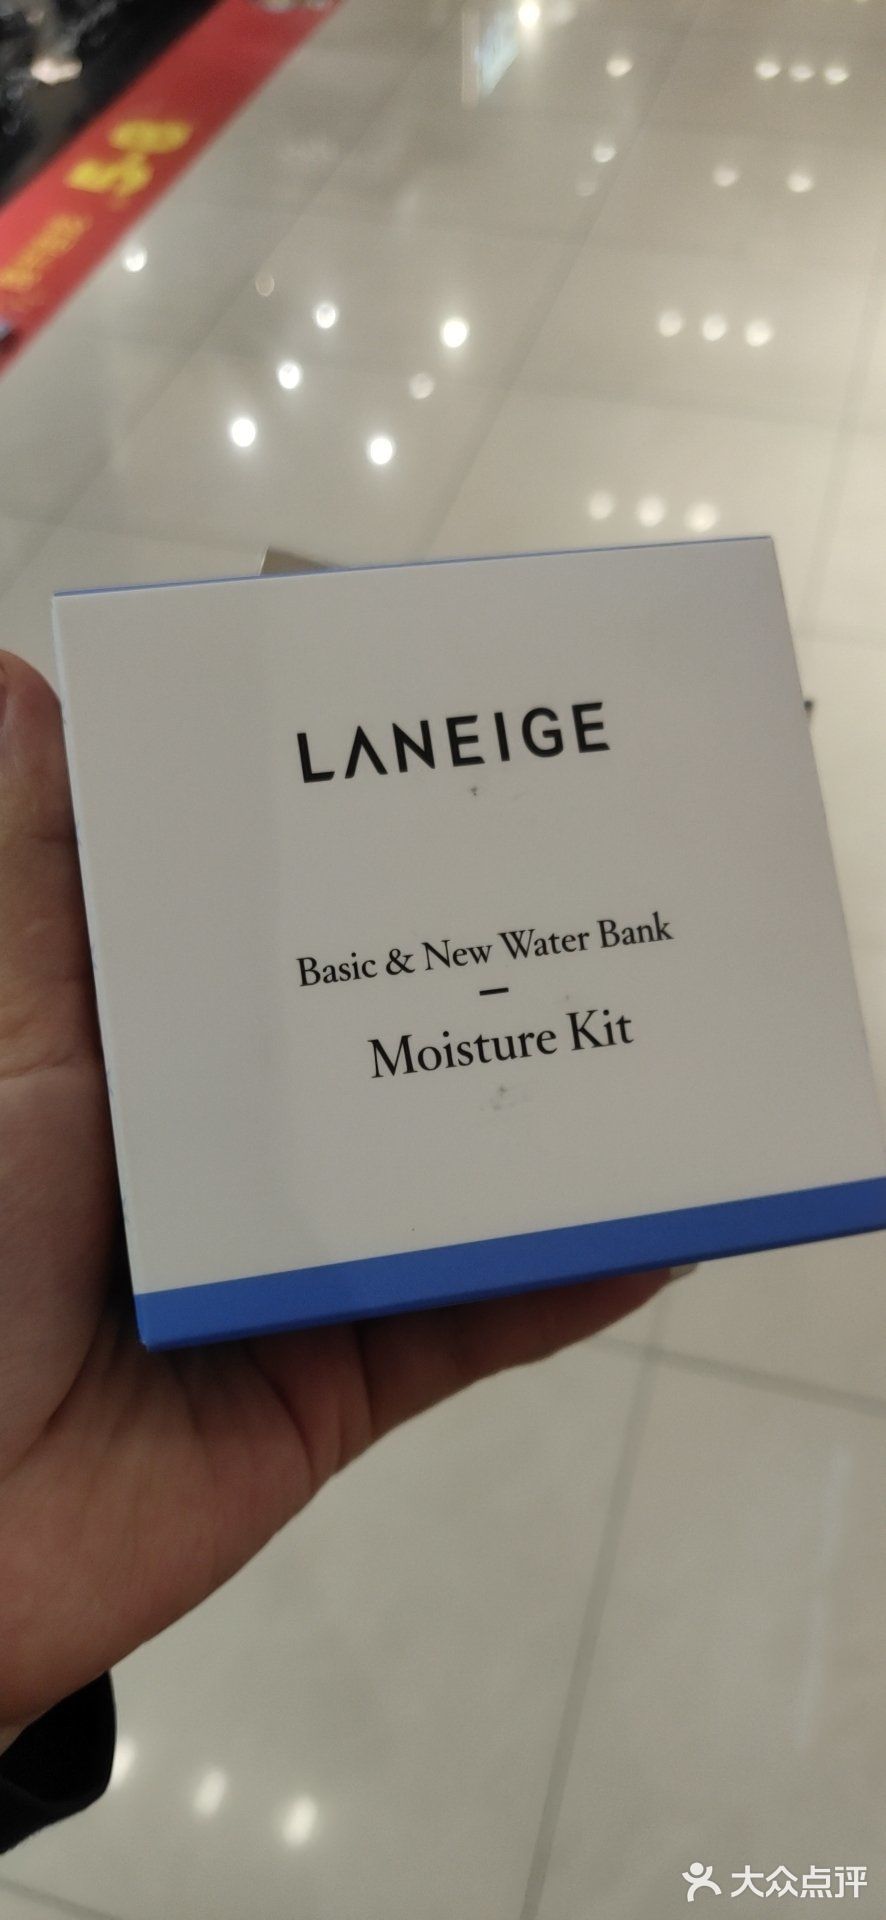 LANEIGE
Basic & New Water Bank
Moisture Kit
大众点评